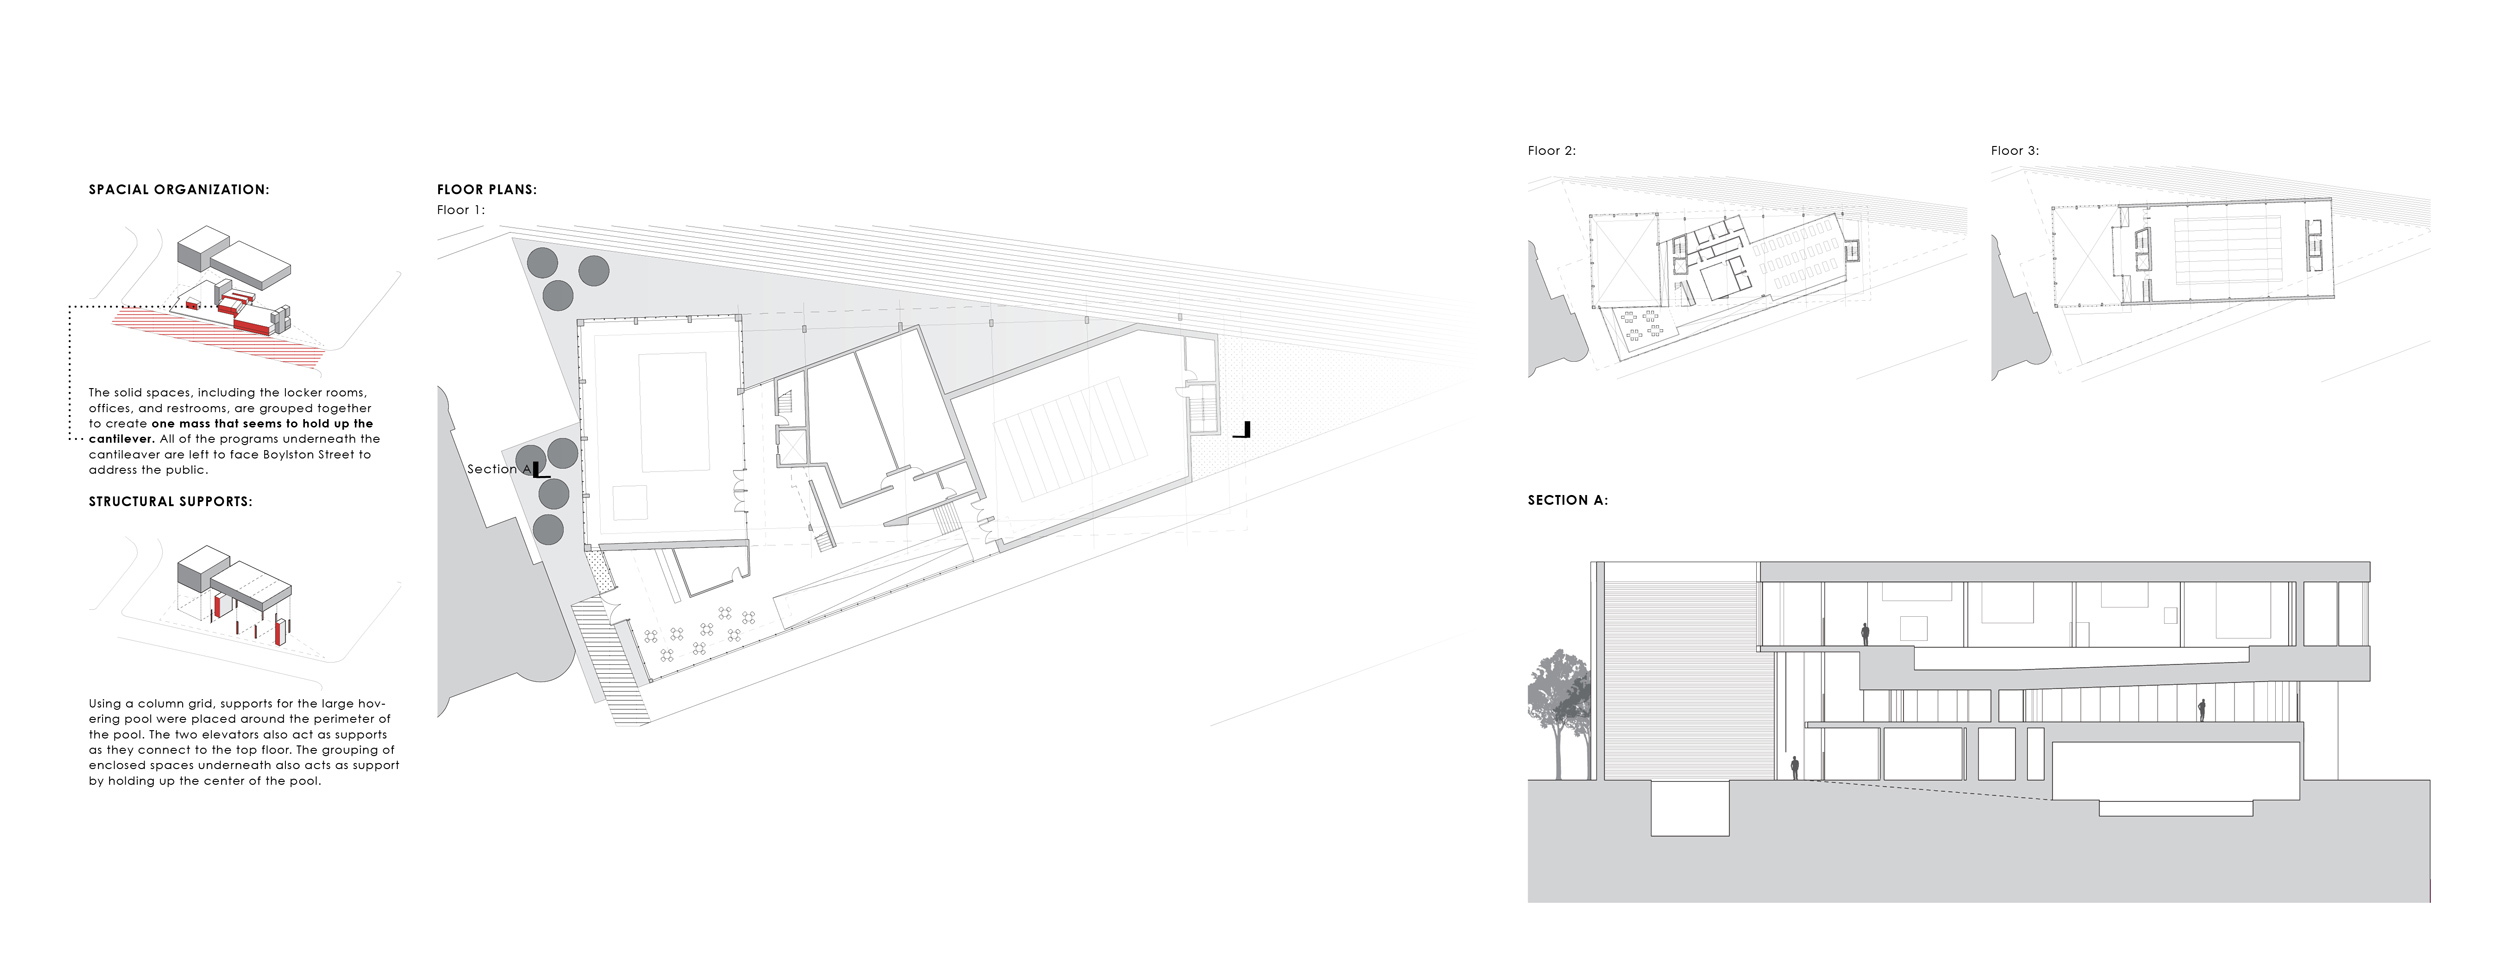 SPACIAL ORGANIZATION:
The solid spaces, including the locker rooms,
offices, and restrooms, are grouped together
to create one mass that seems to hold up the
cantilever. All of the programs underneath the
cantileaver are left to face Boylston Street to
address the public.
STRUCTURAL SUPPORTS:
Using a column grid, supports for the large hov-
ering pool were placed around the perimeter of
the pool. The two elevators also act as supports
as they connect to the top floor. The grouping of
enclosed spaces underneath also acts as support
by holding up the center of the pool.
FLOOR PLANS:
Floor 1:
Section A
Floor 2:
Floor 3:
SECTION A: